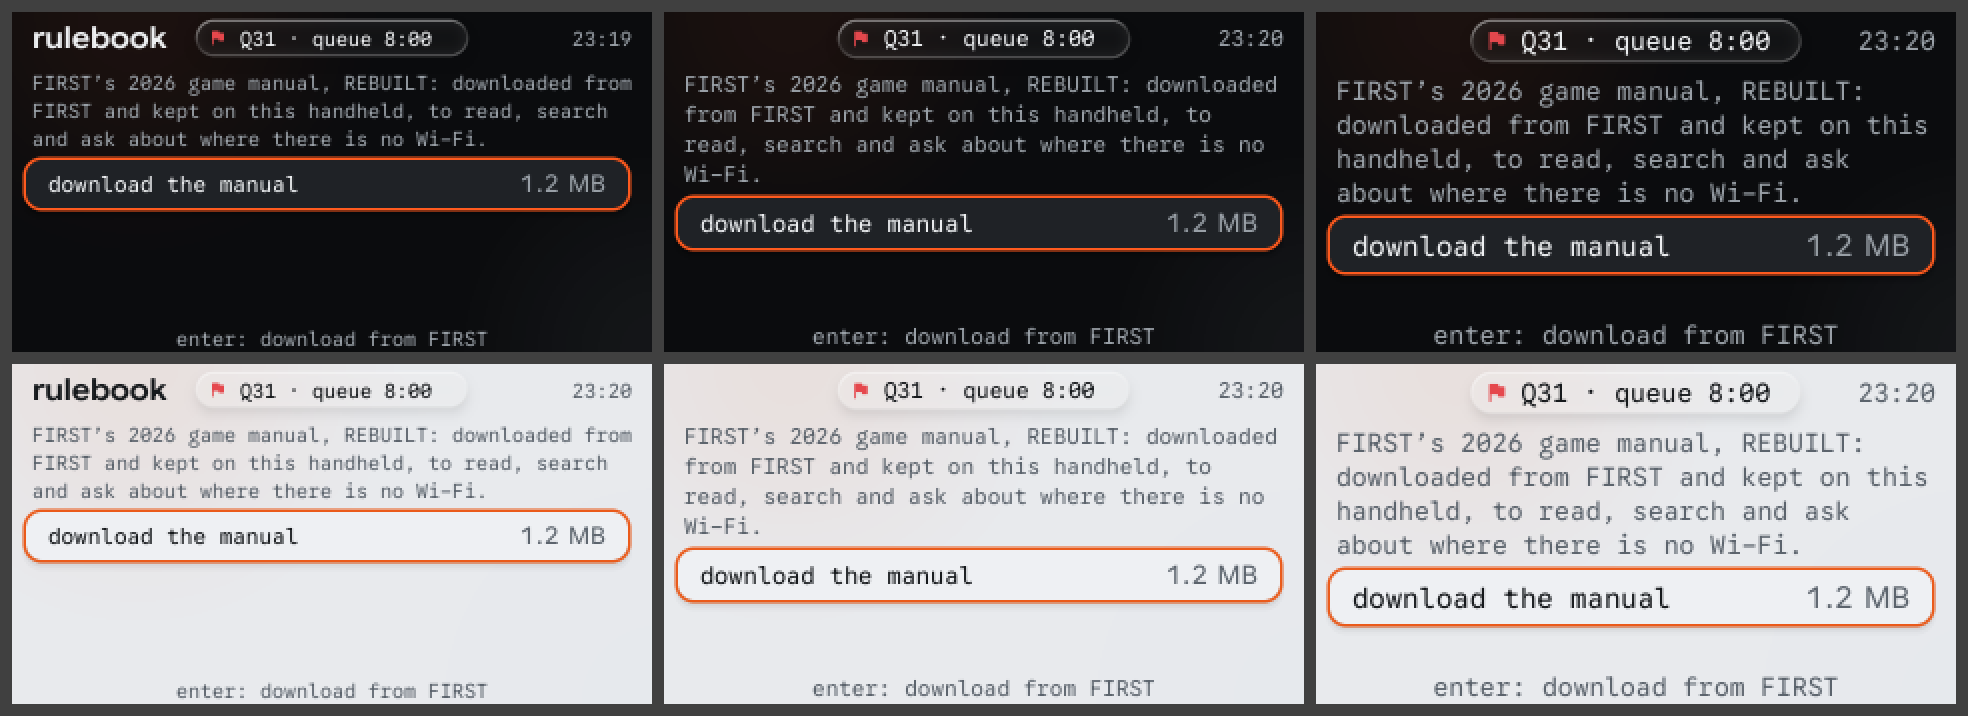 rulebook
Q31 · queue 8:00
23:19
FIRST’s 2026 game manual, REBUILT: downloaded from
FIRST and kept on this handheld, to read, search
and ask about where there is no Wi-Fi.
download the manual 1.2 MB
enter: download from FIRST
Q31 · queue 8:00
23:20
FIRST’s 2026 game manual, REBUILT: downloaded
from FIRST and kept on this handheld, to
read, search and ask about where there is no
Wi-Fi.
download the manual 1.2 MB
enter: download from FIRST
Q31 · queue 8:00
23:20
FIRST’s 2026 game manual, REBUILT:
downloaded from FIRST and kept on this
handheld, to read, search and ask
about where there is no Wi-Fi.
download the manual 1.2 MB
enter: download from FIRST
rulebook
Q31 · queue 8:00
23:20
FIRST’s 2026 game manual, REBUILT: downloaded from
FIRST and kept on this handheld, to read, search
and ask about where there is no Wi-Fi.
download the manual 1.2 MB
enter: download from FIRST
Q31 · queue 8:00
23:20
FIRST’s 2026 game manual, REBUILT: downloaded
from FIRST and kept on this handheld, to
read, search and ask about where there is no
Wi-Fi.
download the manual 1.2 MB
enter: download from FIRST
Q31 · queue 8:00
23:20
FIRST’s 2026 game manual, REBUILT:
downloaded from FIRST and kept on this
handheld, to read, search and ask
about where there is no Wi-Fi.
download the manual 1.2 MB
enter: download from FIRST